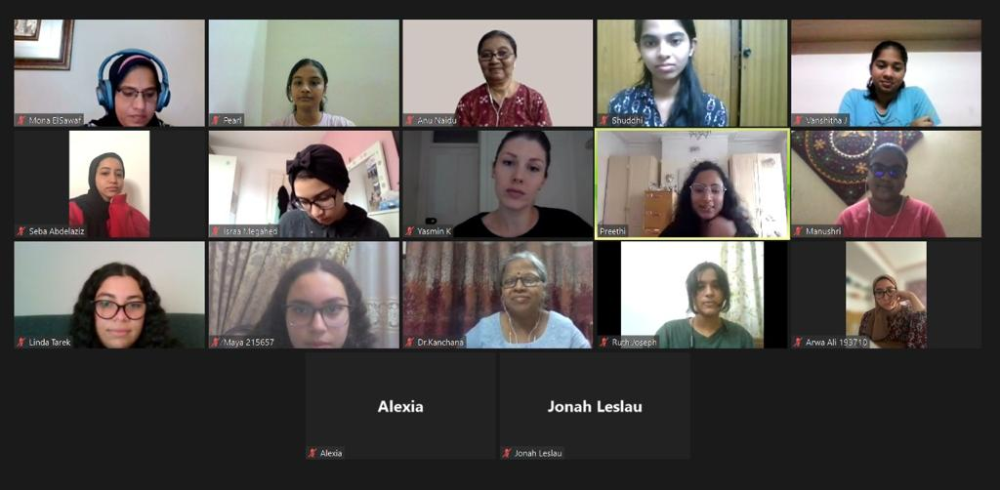 Mona ElSawaf
Pearl
Anu Naidu
Shuddhi
Vanshitha J
Seba Abdelaziz
Israa Megahed
Yasmin K
Preethi
Manushri
Linda Tarek
Maya 215657
Dr.Kanchana
Ruth Joseph
Arwa Ali 193710
Alexia
Jonah Leslau
Alexia
Jonah Leslau